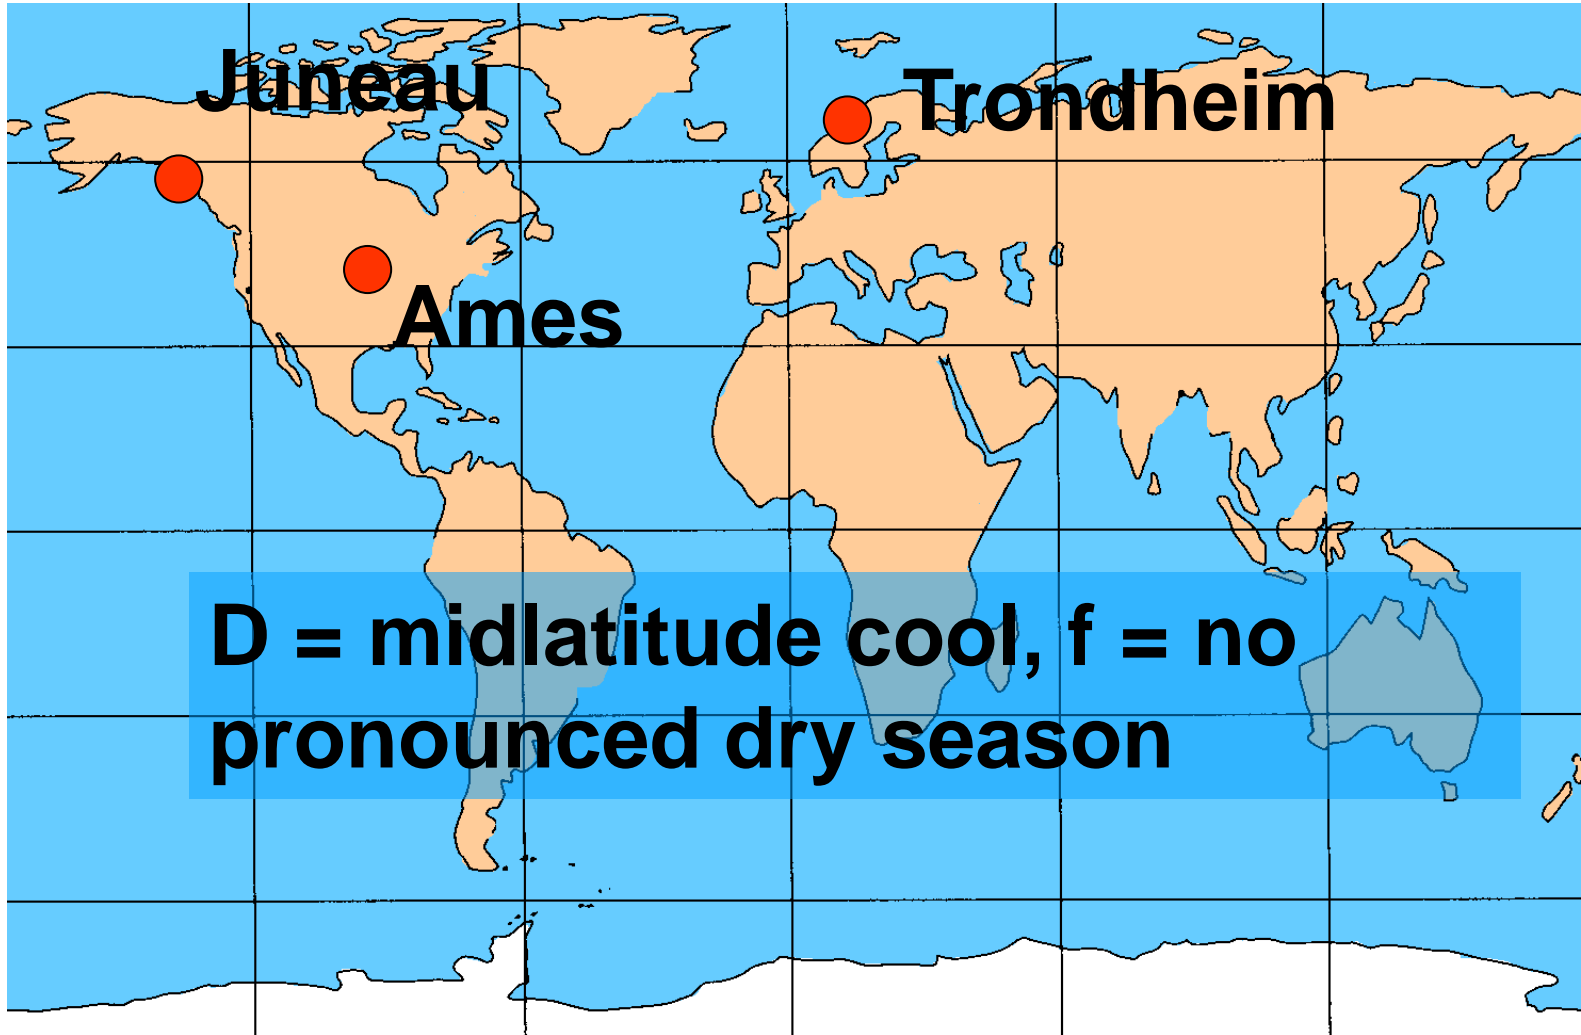 Juneau
Trondheim
Ames
D = midlatitude cool, f = no
pronounced dry season